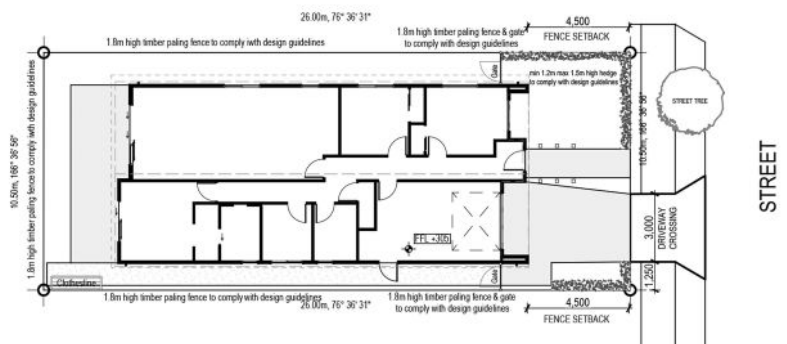 26.00m, 76° 36' 31"
1.8m high timber paling fence to comply iwth design guidelines
1.8m high timber paling fence & gate
to comply with design guidelines
4,500
FENCE SETBACK
Gate
min 1.2m max 1.5m high hedge
to comply with design guidelines
STREET TREE
10.50m, 166° 36' 56"
1.8m high timber paling fence to comply iwth design guidelines
10.50m, 166° 36' 56"
STREET
3,000
DRIVEWAY
CROSSING
1,250
FFL +305
Clothesline
Gate
1.8m high timber paling fence to comply with design guidelines
26.00m, 76° 36' 31"
1.8m high timber paling fence & gate
to comply with design guidelines
4,500
FENCE SETBACK